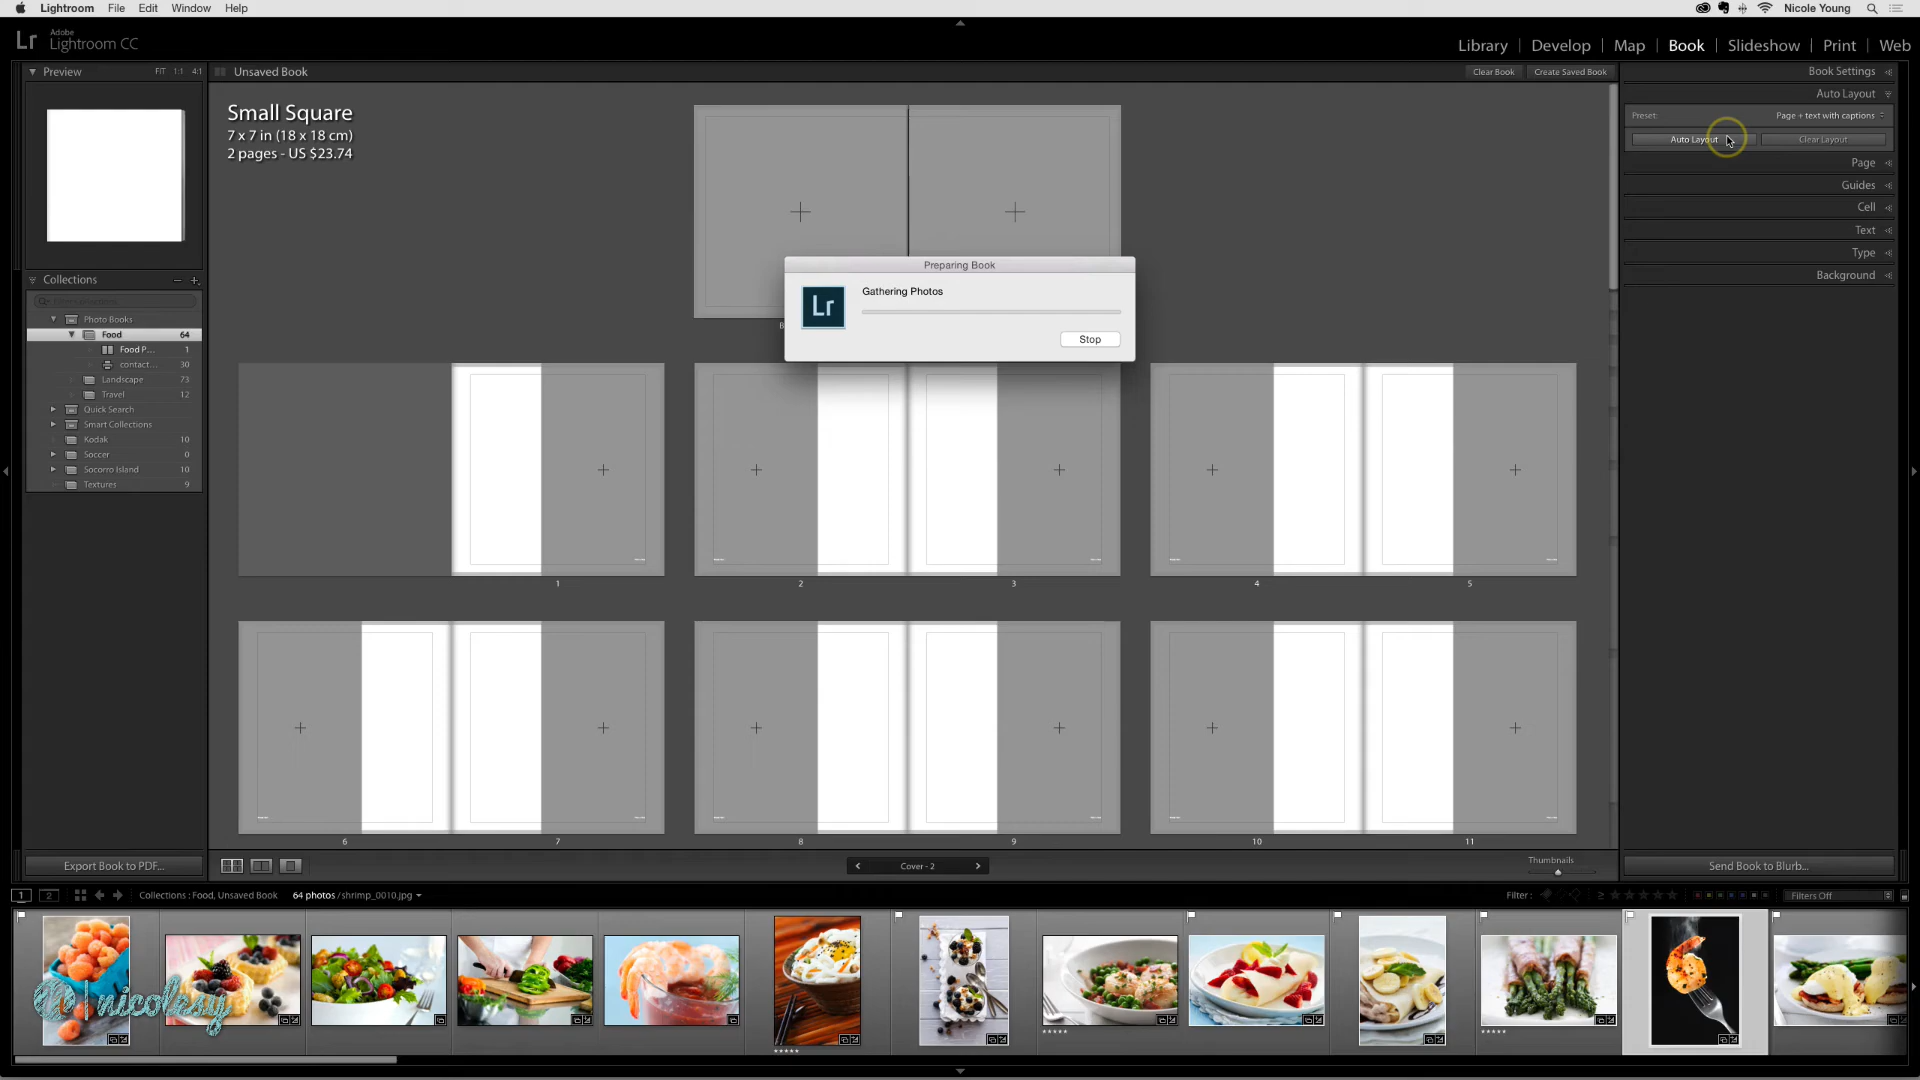 Lightroom File Edit Window Help
Nicole Young
Lr Adobe
Lightroom CC
Library Develop Map Book Slideshow Print Web
Preview FIT 1:1 4:1
Unsaved Book
Clear Book Create Saved Book
Book Settings
Auto Layout
Preset: Page + text with captions
Auto Layout Clear Layout
Page
Guides
Cell
Text
Type
Background
Small Square
7 x 7 in (18 x 18 cm)
2 pages - US $23.74
Preparing Book
Lr
Gathering Photos
Stop
Collections
Photo Books
Food 64
Food P... 1
contact... 30
Landscape 73
Travel 12
Quick Search
Smart Collections
Kodak 10
Soccer 0
Socorro Island 10
Textures 9
1 2 3 4 5
6 7 8 9 10 11
Export Book to PDF...
Cover - 2
Thumbnails
Send Book to Blurb...
1 2 Collections : Food, Unsaved Book 64 photos / shrimp_0010.jpg
Filter : Filters Off
nicolesy